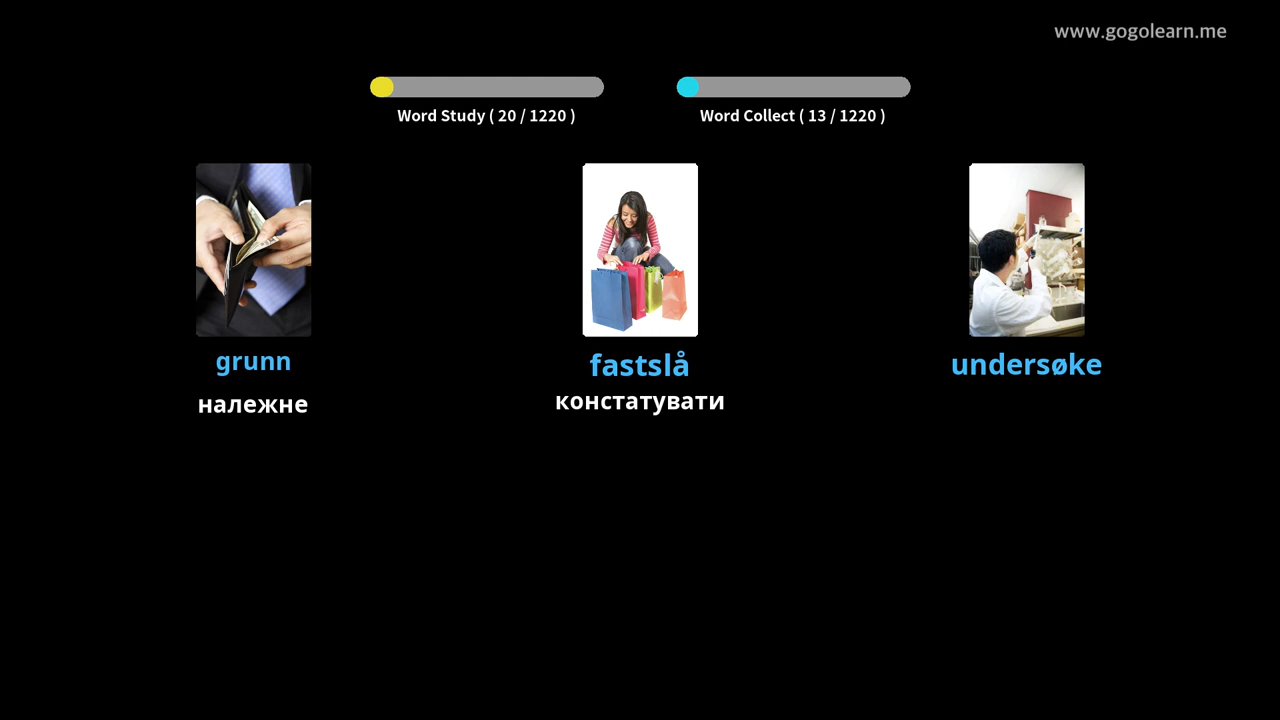 www.gogolearn.me
Word Study ( 20 / 1220 )
Word Collect ( 13 / 1220 )
grunn
fastslå
undersøke
належне
констатувати